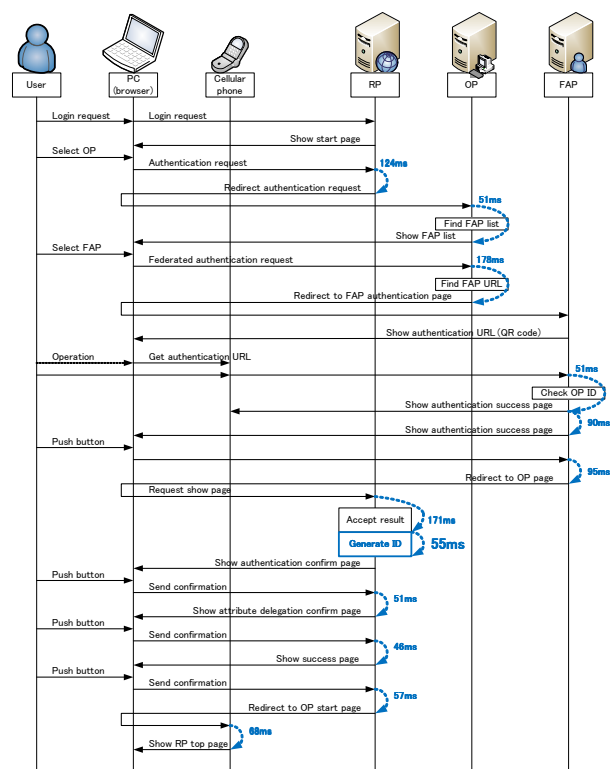 User
PC
(browser)
Cellular
phone
RP
OP
FAP
Login request
Login request
Show start page
Select OP
Authentication request
124ms
Redirect authentication request
51ms
Find FAP list
Show FAP list
Select FAP
Federated authentication request
178ms
Find FAP URL
Redirect to FAP authentication page
Show authentication URL (QR code)
Operation
Get authentication URL
51ms
Check OP ID
Show authentication success page
90ms
Show authentication success page
Push button
95ms
Redirect to OP page
Request show page
Accept result
171ms
Generate ID
55ms
Show authentication confirm page
Push button
Send confirmation
51ms
Show attribute delegation confirm page
Push button
Send confirmation
46ms
Show success page
Push button
Send confirmation
57ms
Redirect to OP start page
68ms
Show RP top page